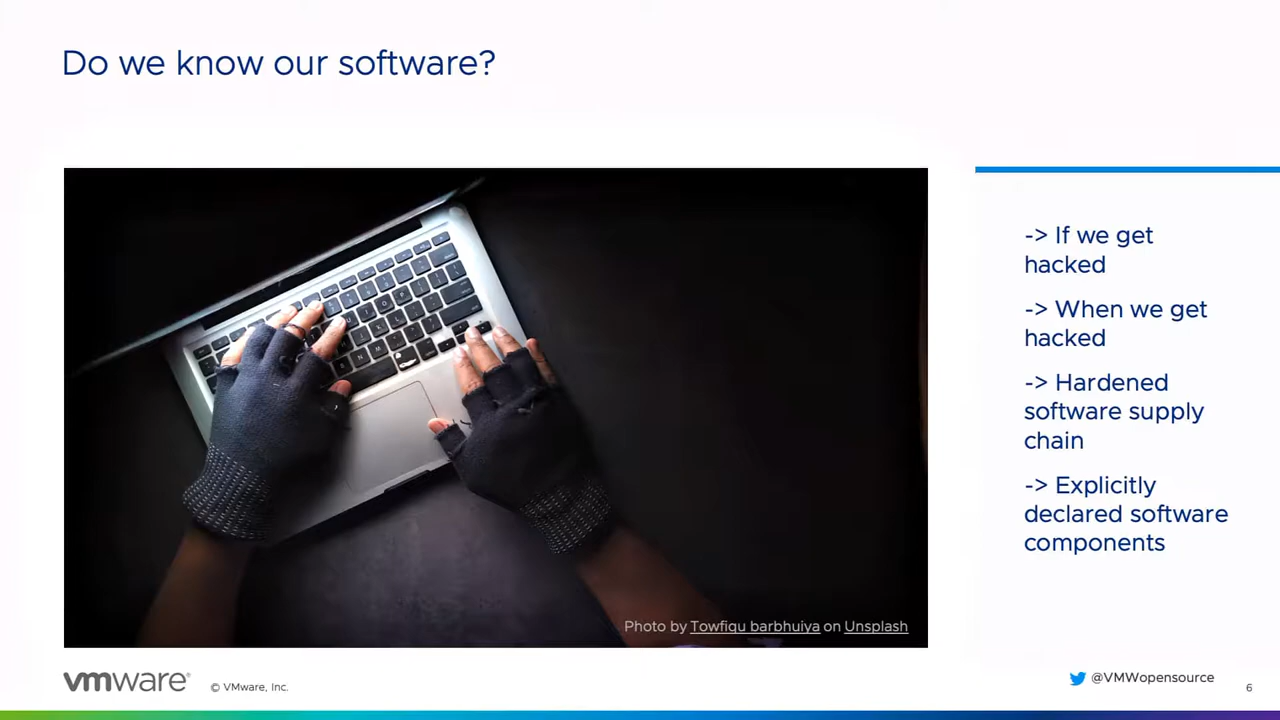 Do we know our software?
-> If we get
hacked
-> When we get
hacked
-> Hardened
software supply
chain
-> Explicitly
declared software
components
Photo by Towfiqu barbhuiya on Unsplash
vmware®
© VMware, Inc.
@VMWopensource
6